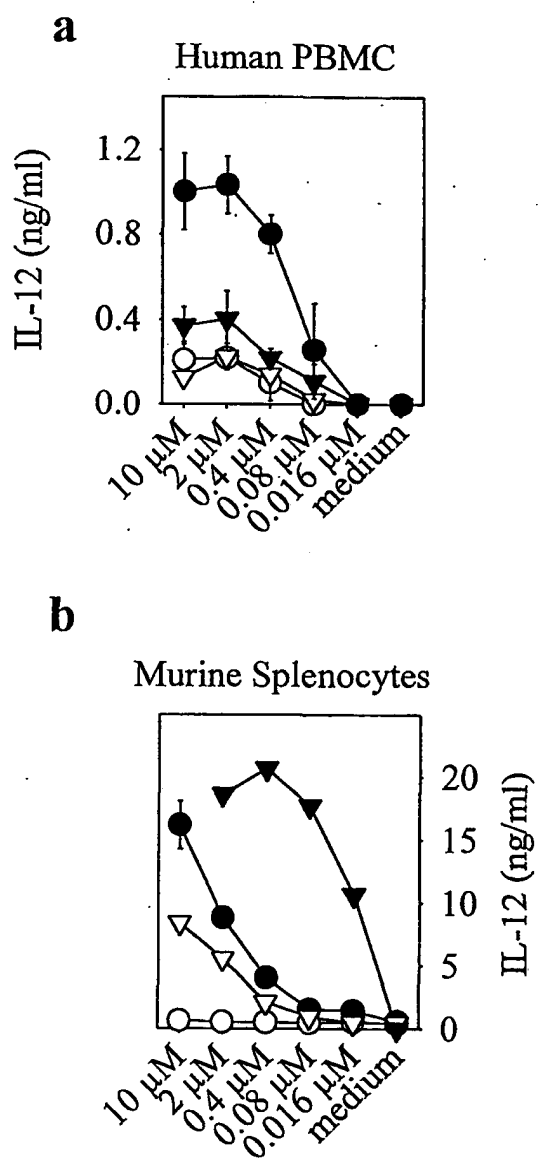 a
Human PBMC
IL-12 (ng/ml)
1.2
0.8
0.4
0.0
10 µM
2 µM
0.4 µM
0.08 µM
0.016 µM
medium
b
Murine Splenocytes
20
15
10
5
0
IL-12 (ng/ml)
10 µM
2 µM
0.4 µM
0.08 µM
0.016 µM
medium